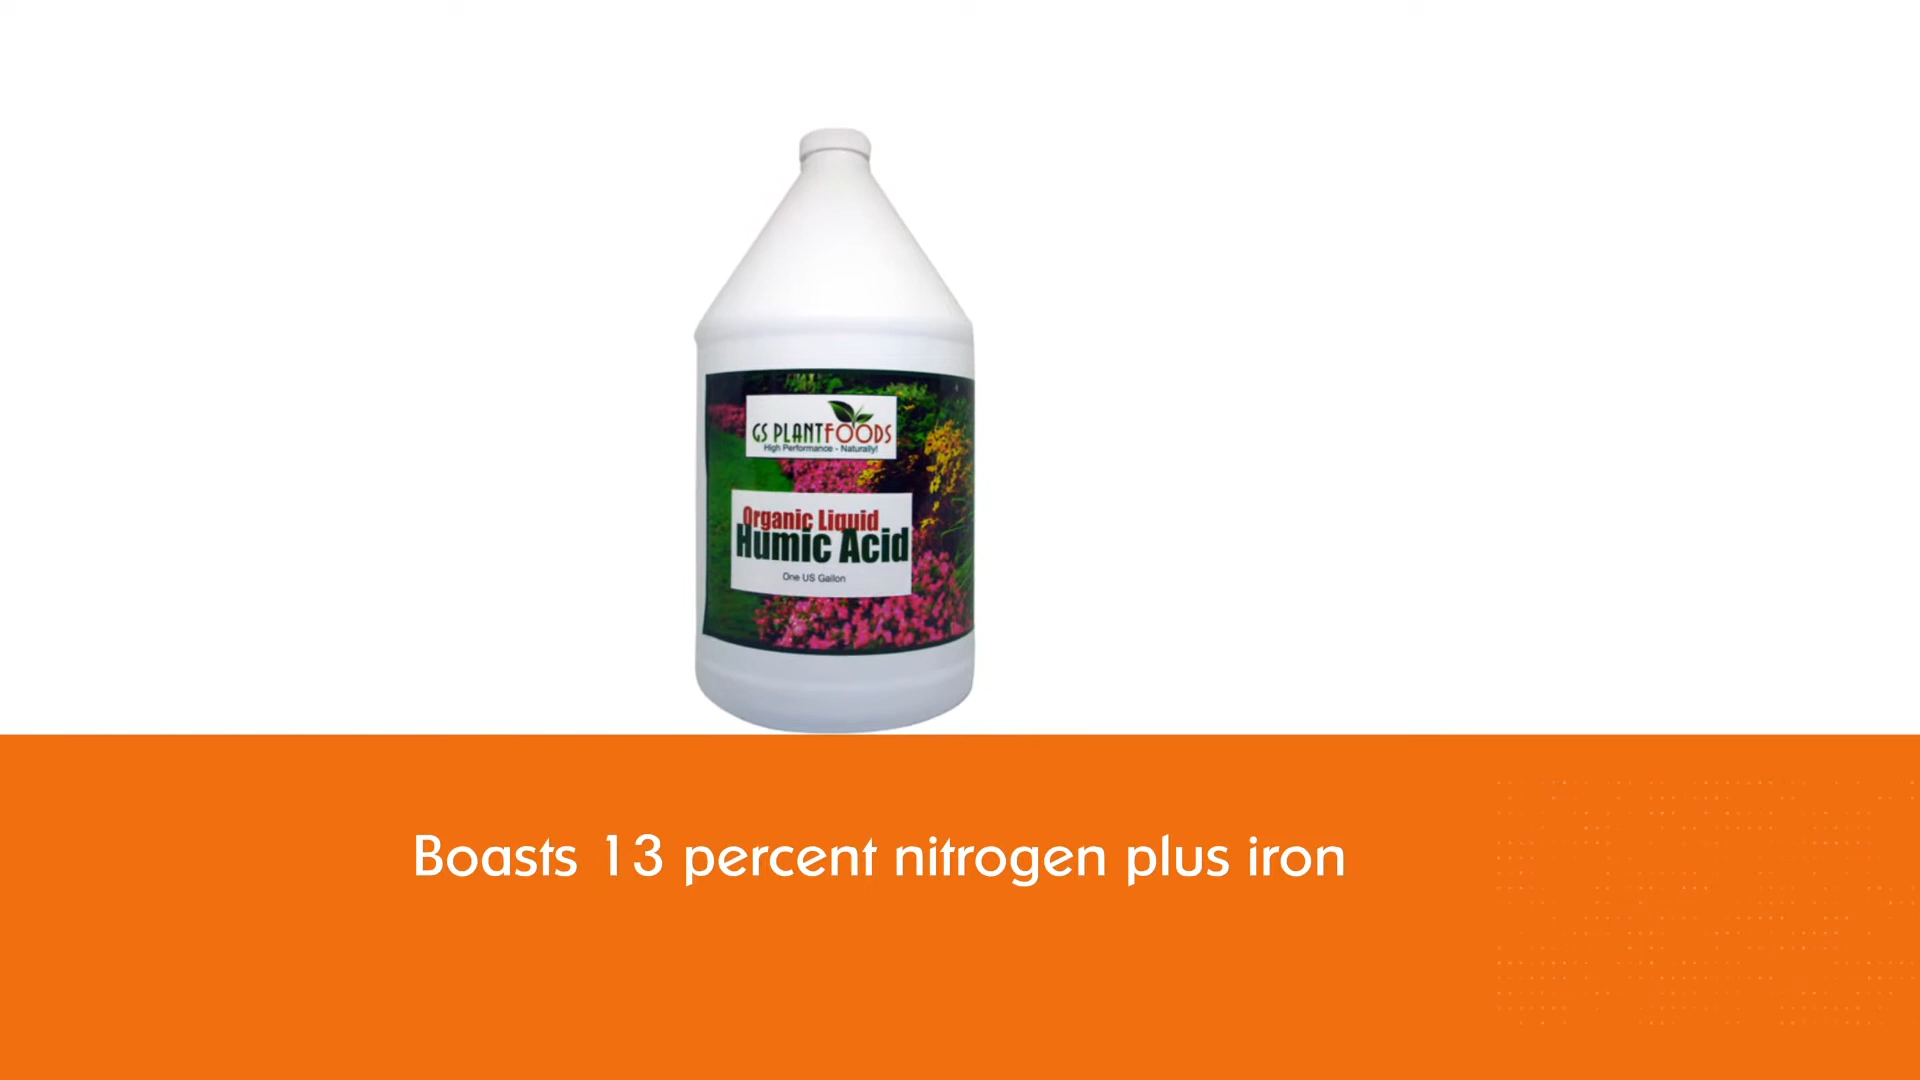 GS PLANTFOODS
High Performance - Naturally!
Organic Liquid
Humic Acid
One US Gallon
Boasts 13 percent nitrogen plus iron